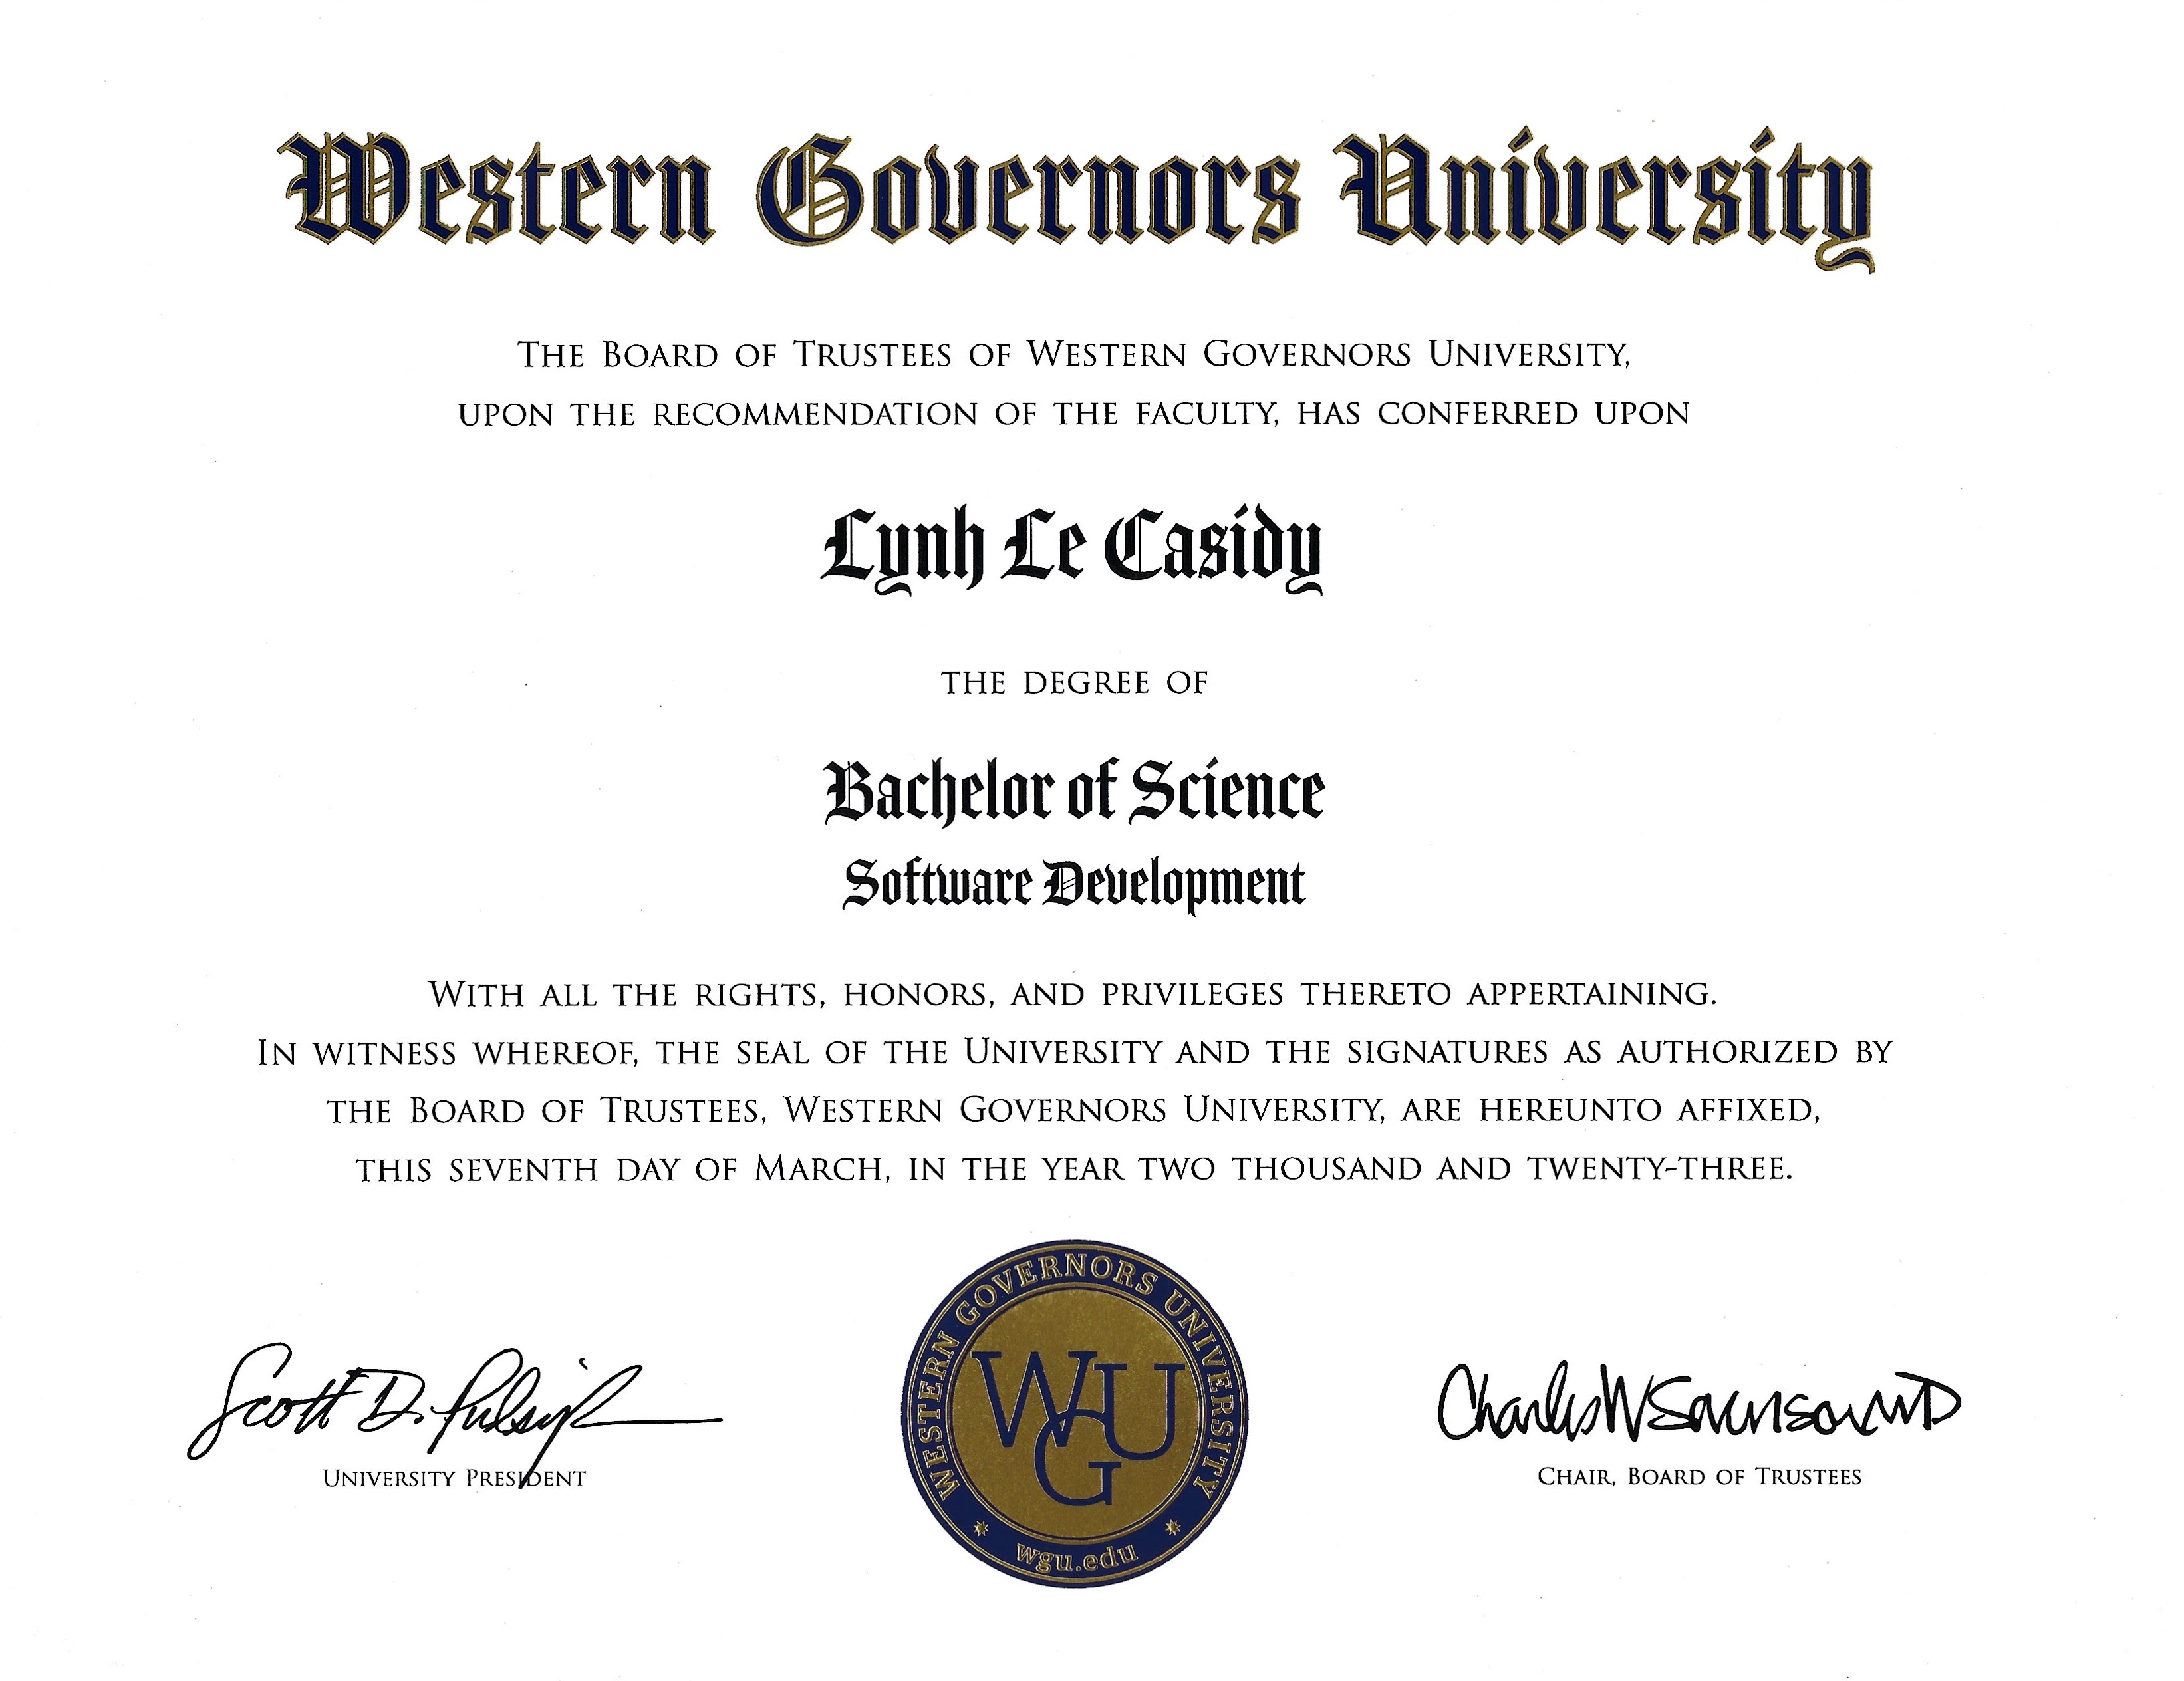 Western Governors University
THE BOARD OF TRUSTEES OF WESTERN GOVERNORS UNIVERSITY,
UPON THE RECOMMENDATION OF THE FACULTY, HAS CONFERRED UPON
Lynh Le Casidy
THE DEGREE OF
Bachelor of Science
Software Development
WITH ALL THE RIGHTS, HONORS, AND PRIVILEGES THERETO APPERTAINING.
IN WITNESS WHEREOF, THE SEAL OF THE UNIVERSITY AND THE SIGNATURES AS AUTHORIZED BY
THE BOARD OF TRUSTEES, WESTERN GOVERNORS UNIVERSITY, ARE HEREUNTO AFFIXED,
THIS SEVENTH DAY OF MARCH, IN THE YEAR TWO THOUSAND AND TWENTY-THREE.
WESTERN GOVERNORS UNIVERSITY
WGU
wgu.edu
Scott D. Pulsipher
UNIVERSITY PRESIDENT
Charles W Sorenson MD
CHAIR, BOARD OF TRUSTEES